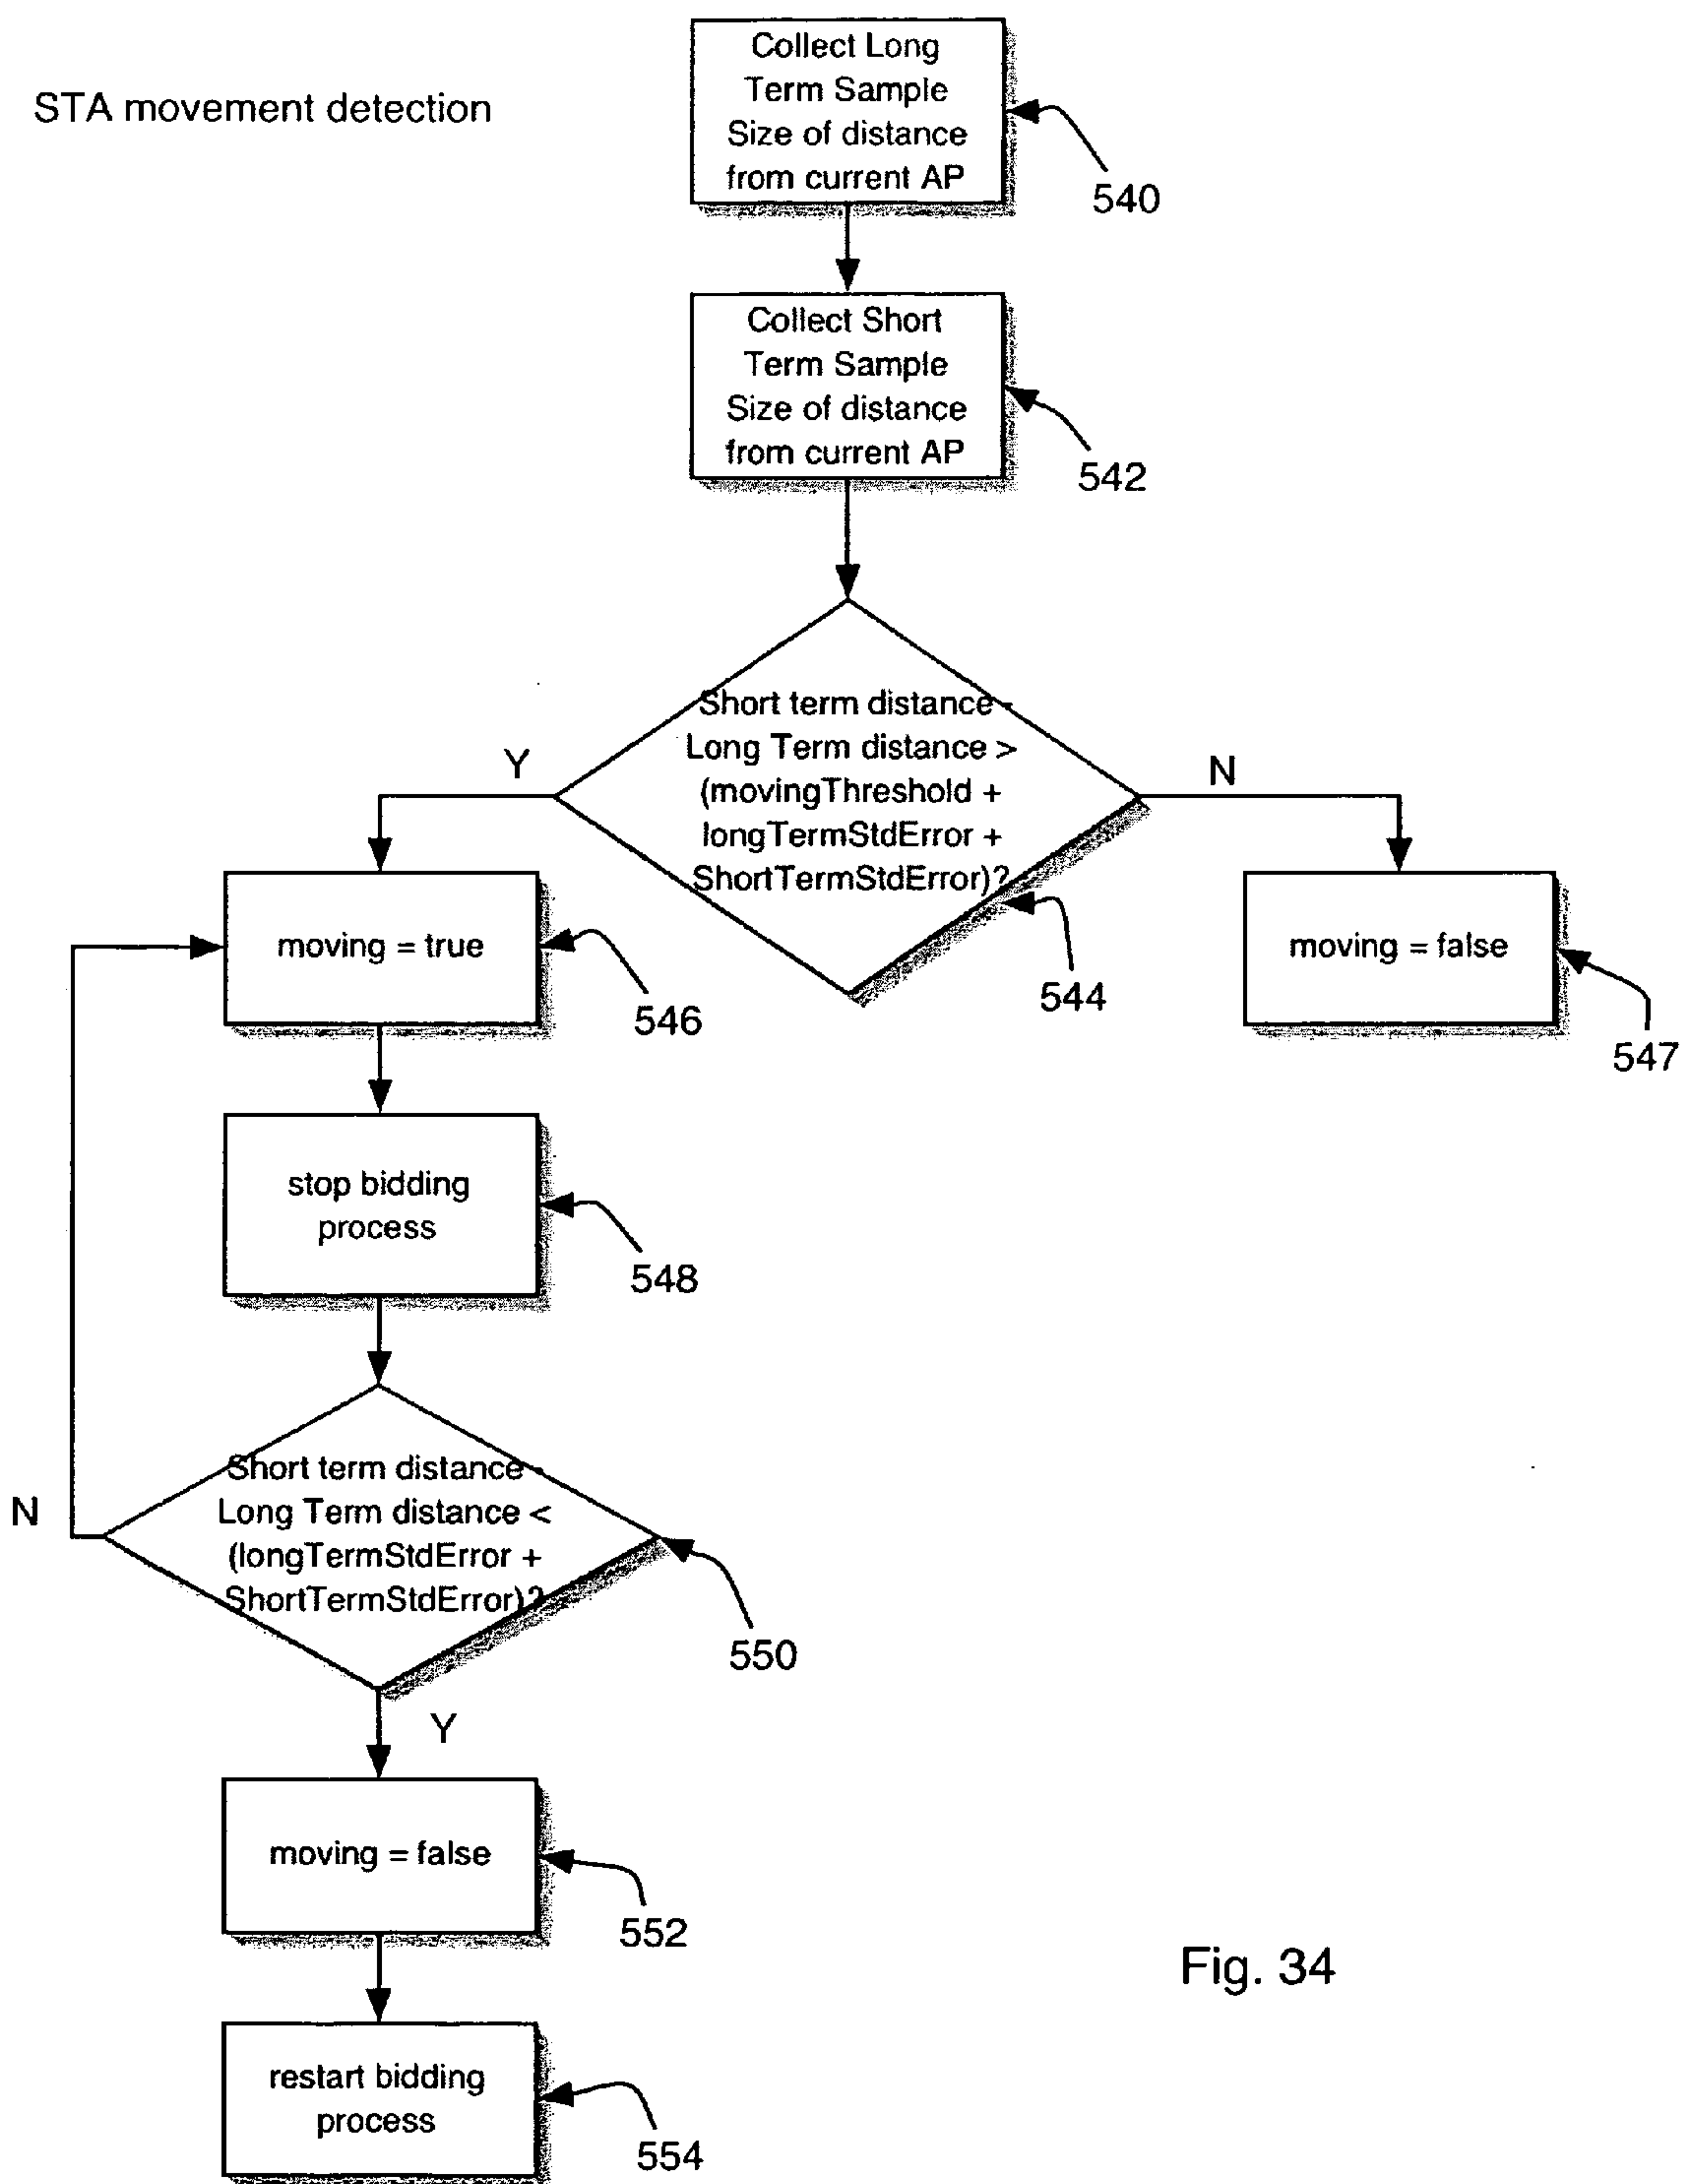 STA movement detection
Collect Long
Term Sample
Size of distance
from current AP
540
Collect Short
Term Sample
Size of distance
from current AP
542
Short term distance -
Long Term distance >
(movingThreshold +
longTermStdError +
ShortTermStdError)?
Y
N
544
moving = true
546
moving = false
547
stop bidding
process
548
Short term distance -
Long Term distance <
(longTermStdError +
ShortTermStdError)?
N
550
Y
moving = false
552
restart bidding
process
554
Fig. 34